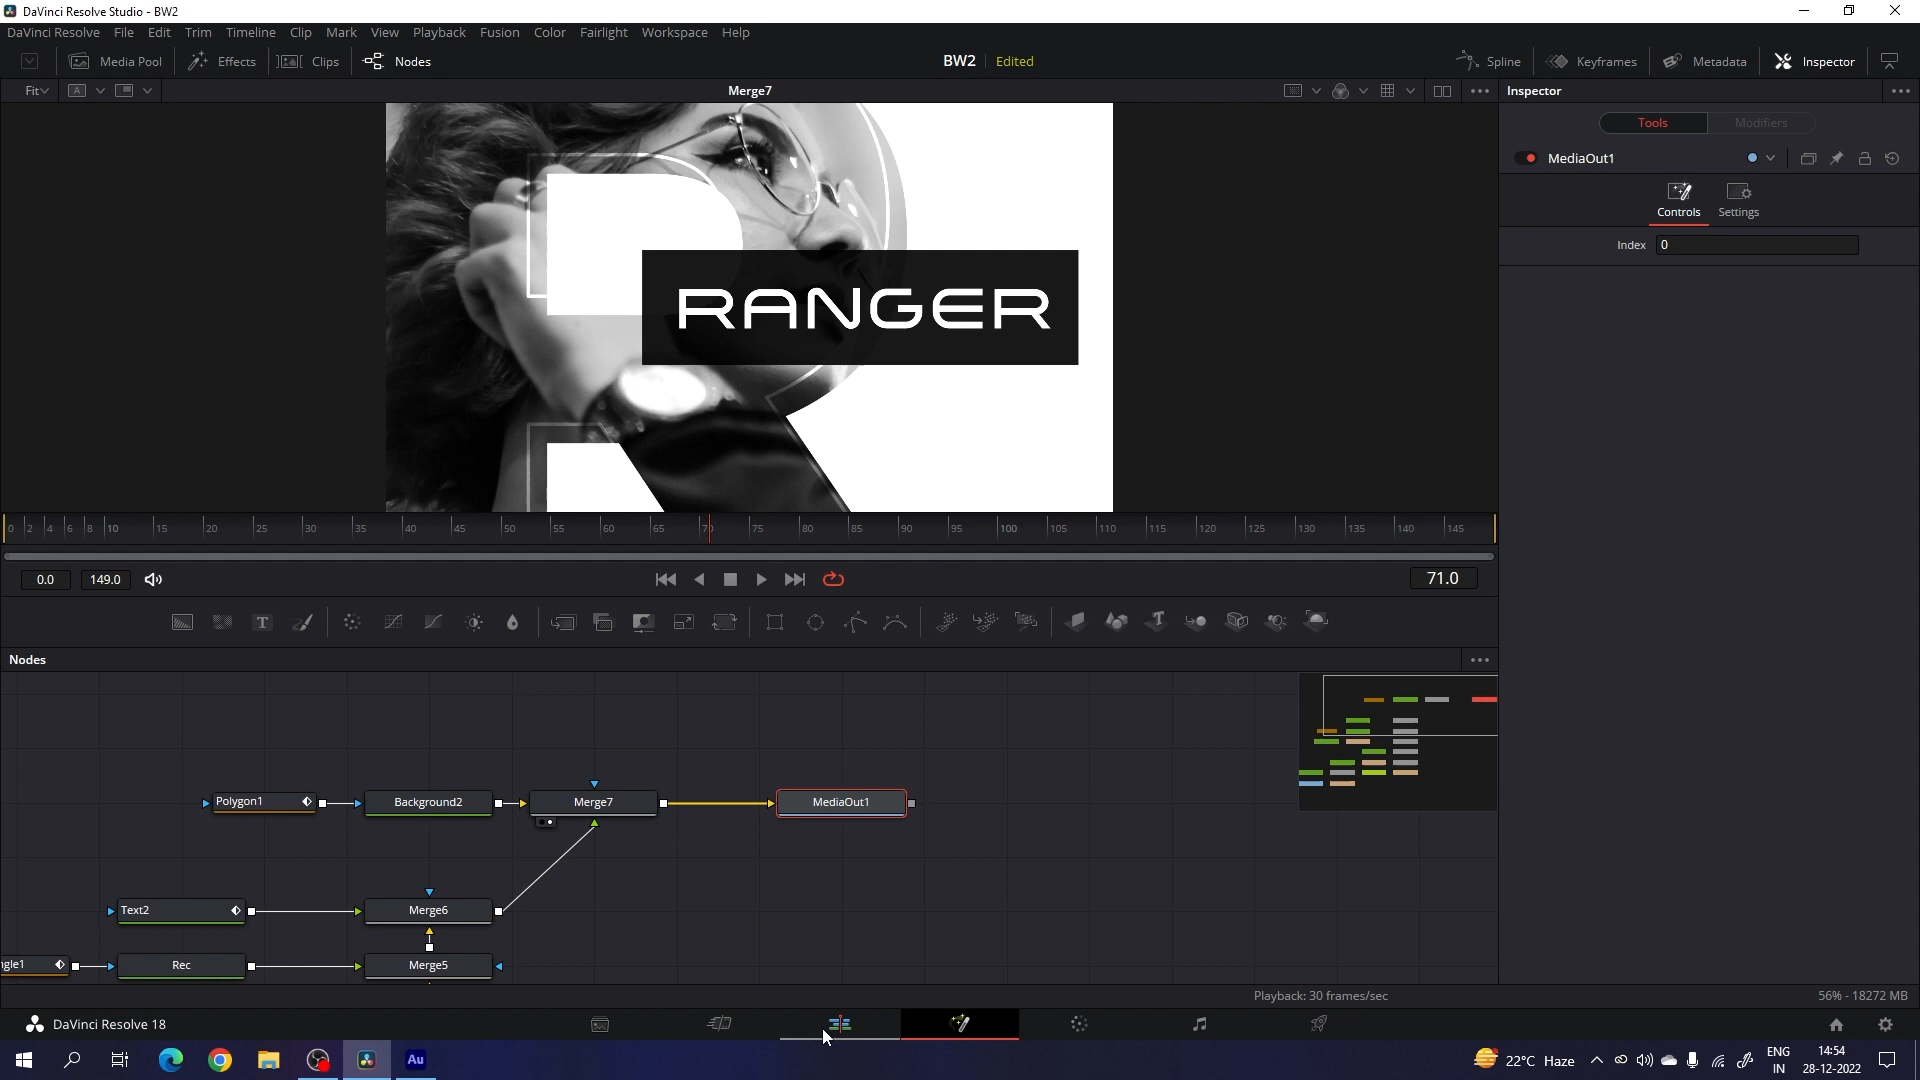 DaVinci Resolve Studio - BW2
DaVinci Resolve File Edit Trim Timeline Clip Mark View Playback Fusion Color Fairlight Workspace Help
Media Pool Effects Clips Nodes BW2 Edited Spline Keyframes Metadata Inspector
Fit A Merge7 Inspector
Tools Modifiers
MediaOut1
Controls Settings
Index 0
RANGER
0 2 4 6 8 10 15 20 25 30 35 40 45 50 55 60 65 70 75 80 85 90 95 100 105 110 115 120 125 130 135 140 145
0.0 149.0 71.0
T
Nodes
Polygon1 Background2 Merge7 MediaOut1
Text2 Merge6
ngle1 Rec Merge5
Playback: 30 frames/sec 56% - 18272 MB
DaVinci Resolve 18
Au 22°C Haze ENG 14:54
IN 28-12-2022